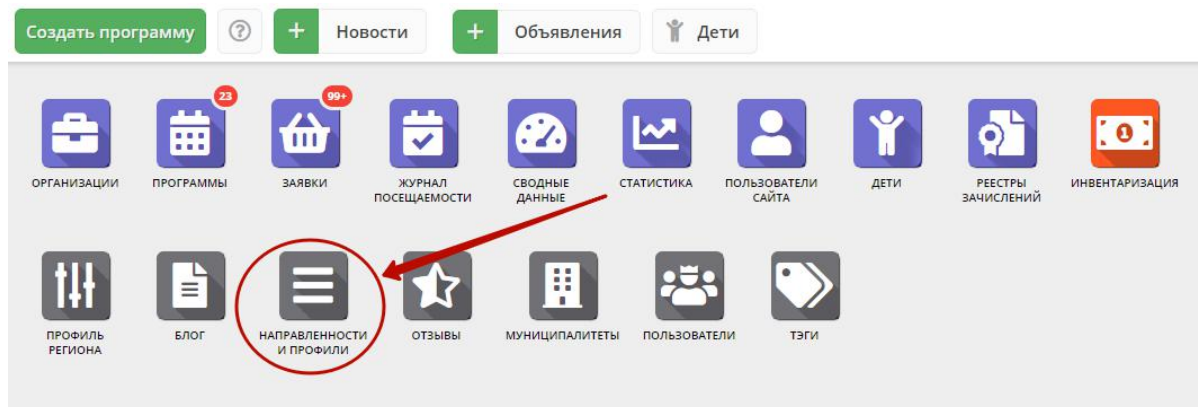 Создать программу
?
+ Новости
+ Объявления
Дети
23
99+
1
ОРГАНИЗАЦИИ
ПРОГРАММЫ
ЗАЯВКИ
ЖУРНАЛ
ПОСЕЩАЕМОСТИ
СВОДНЫЕ
ДАННЫЕ
СТАТИСТИКА
ПОЛЬЗОВАТЕЛИ
САЙТА
ДЕТИ
РЕЕСТРЫ
ЗАЧИСЛЕНИЙ
ИНВЕНТАРИЗАЦИЯ
ПРОФИЛЬ
РЕГИОНА
БЛОГ
НАПРАВЛЕННОСТИ
И ПРОФИЛИ
ОТЗЫВЫ
МУНИЦИПАЛИТЕТЫ
ПОЛЬЗОВАТЕЛИ
ТЭГИ